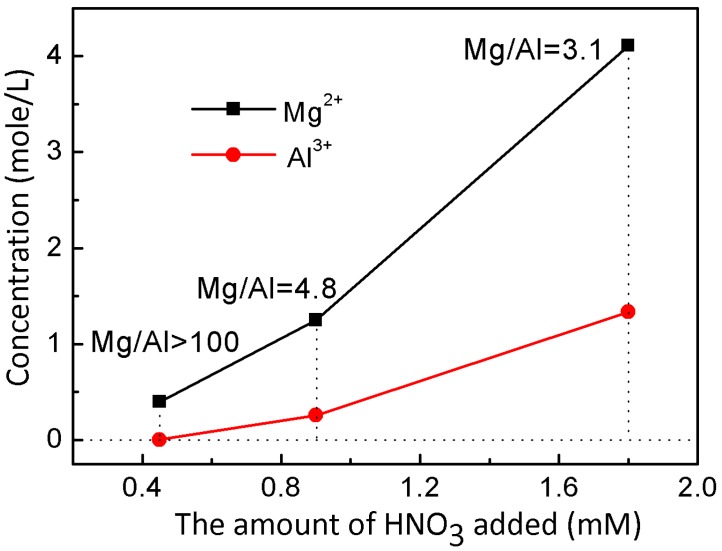 4
3
2
1
0
Concentration (mole/L)
Mg/Al=3.1
Mg²⁺
Al³⁺
Mg/Al=4.8
Mg/Al>100
0.4
0.8
1.2
1.6
2.0
The amount of HNO₃ added (mM)